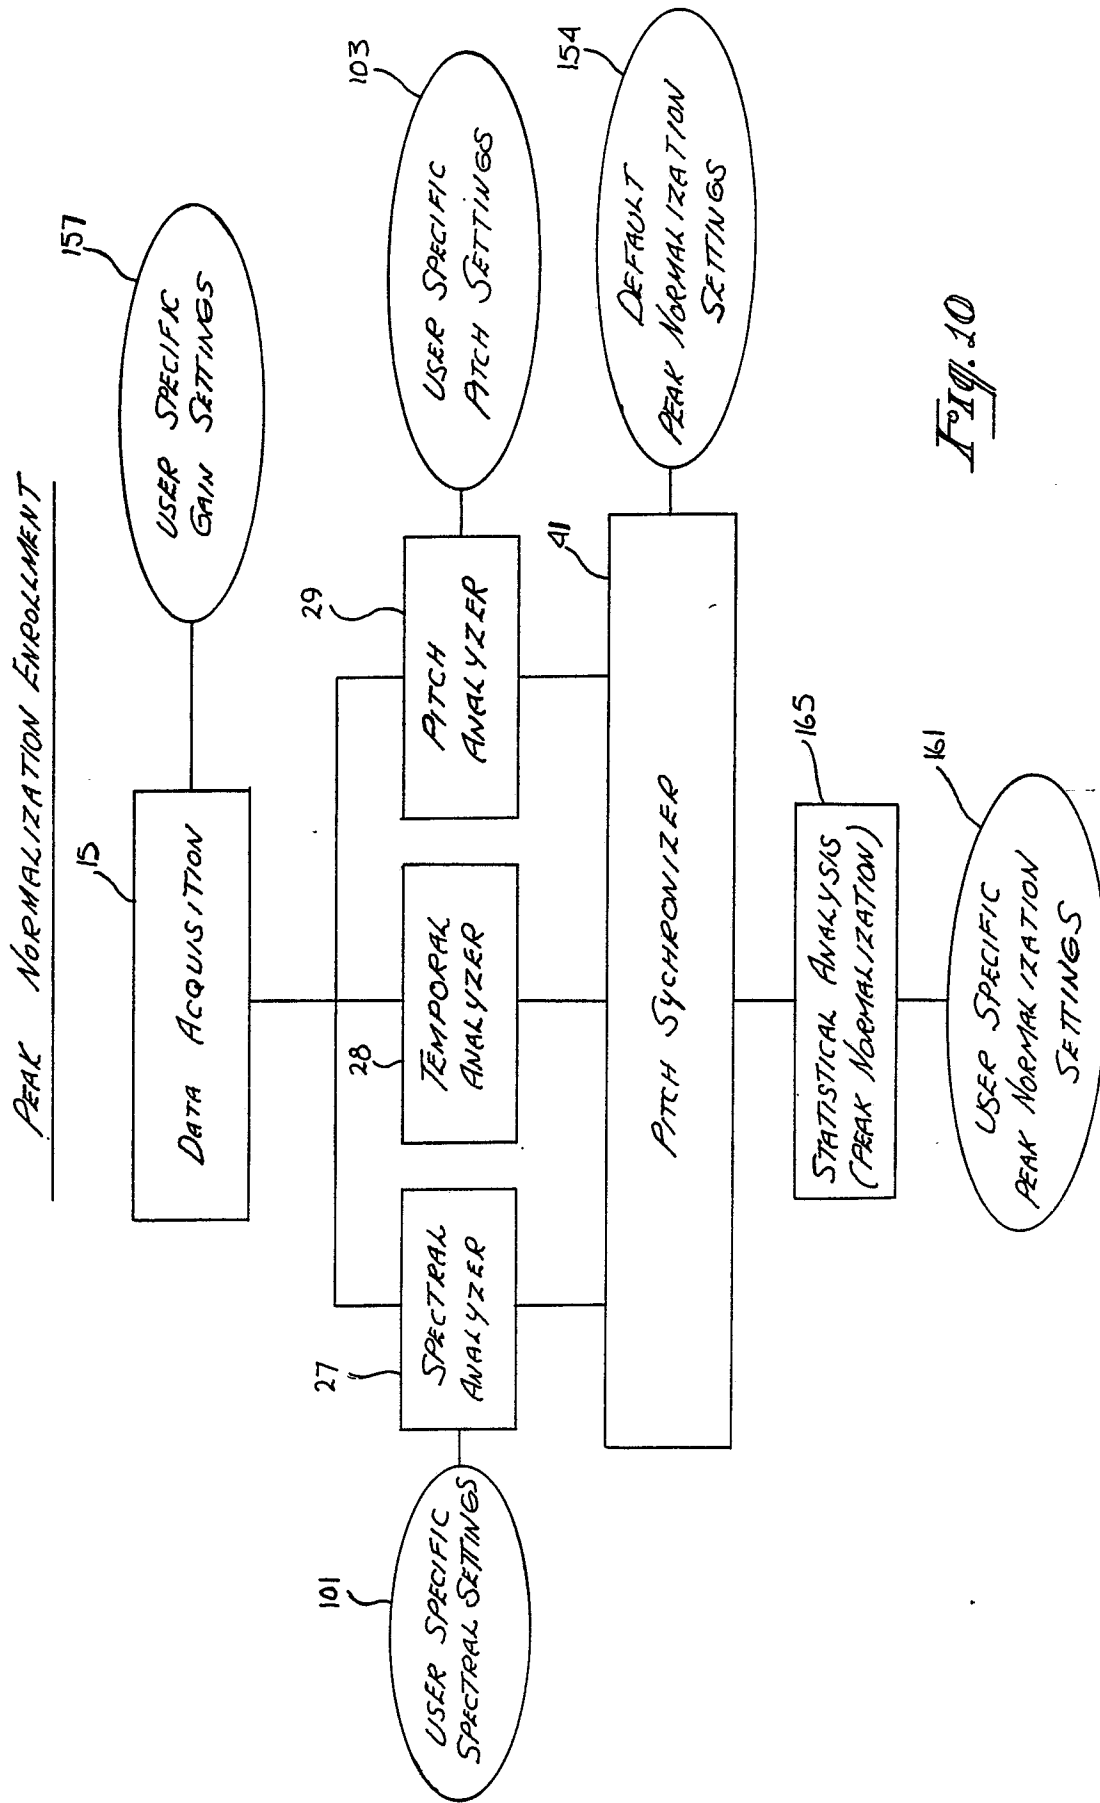 PEAK NORMALIZATION ENROLLMENT
15
DATA ACQUISITION
157
USER SPECIFIC
GAIN SETTINGS
101
USER SPECIFIC
SPECTRAL SETTINGS
27
SPECTRAL
ANALYZER
28
TEMPORAL
ANALYZER
29
PITCH
ANALYZER
103
USER SPECIFIC
PITCH SETTINGS
41
PITCH SYCHRONIZER
154
DEFAULT
PEAK NORMALIZATION
SETTINGS
165
STATISTICAL ANALYSIS
(PEAK NORMALIZATION)
161
USER SPECIFIC
PEAK NORMALIZATION
SETTINGS
FIG. 10